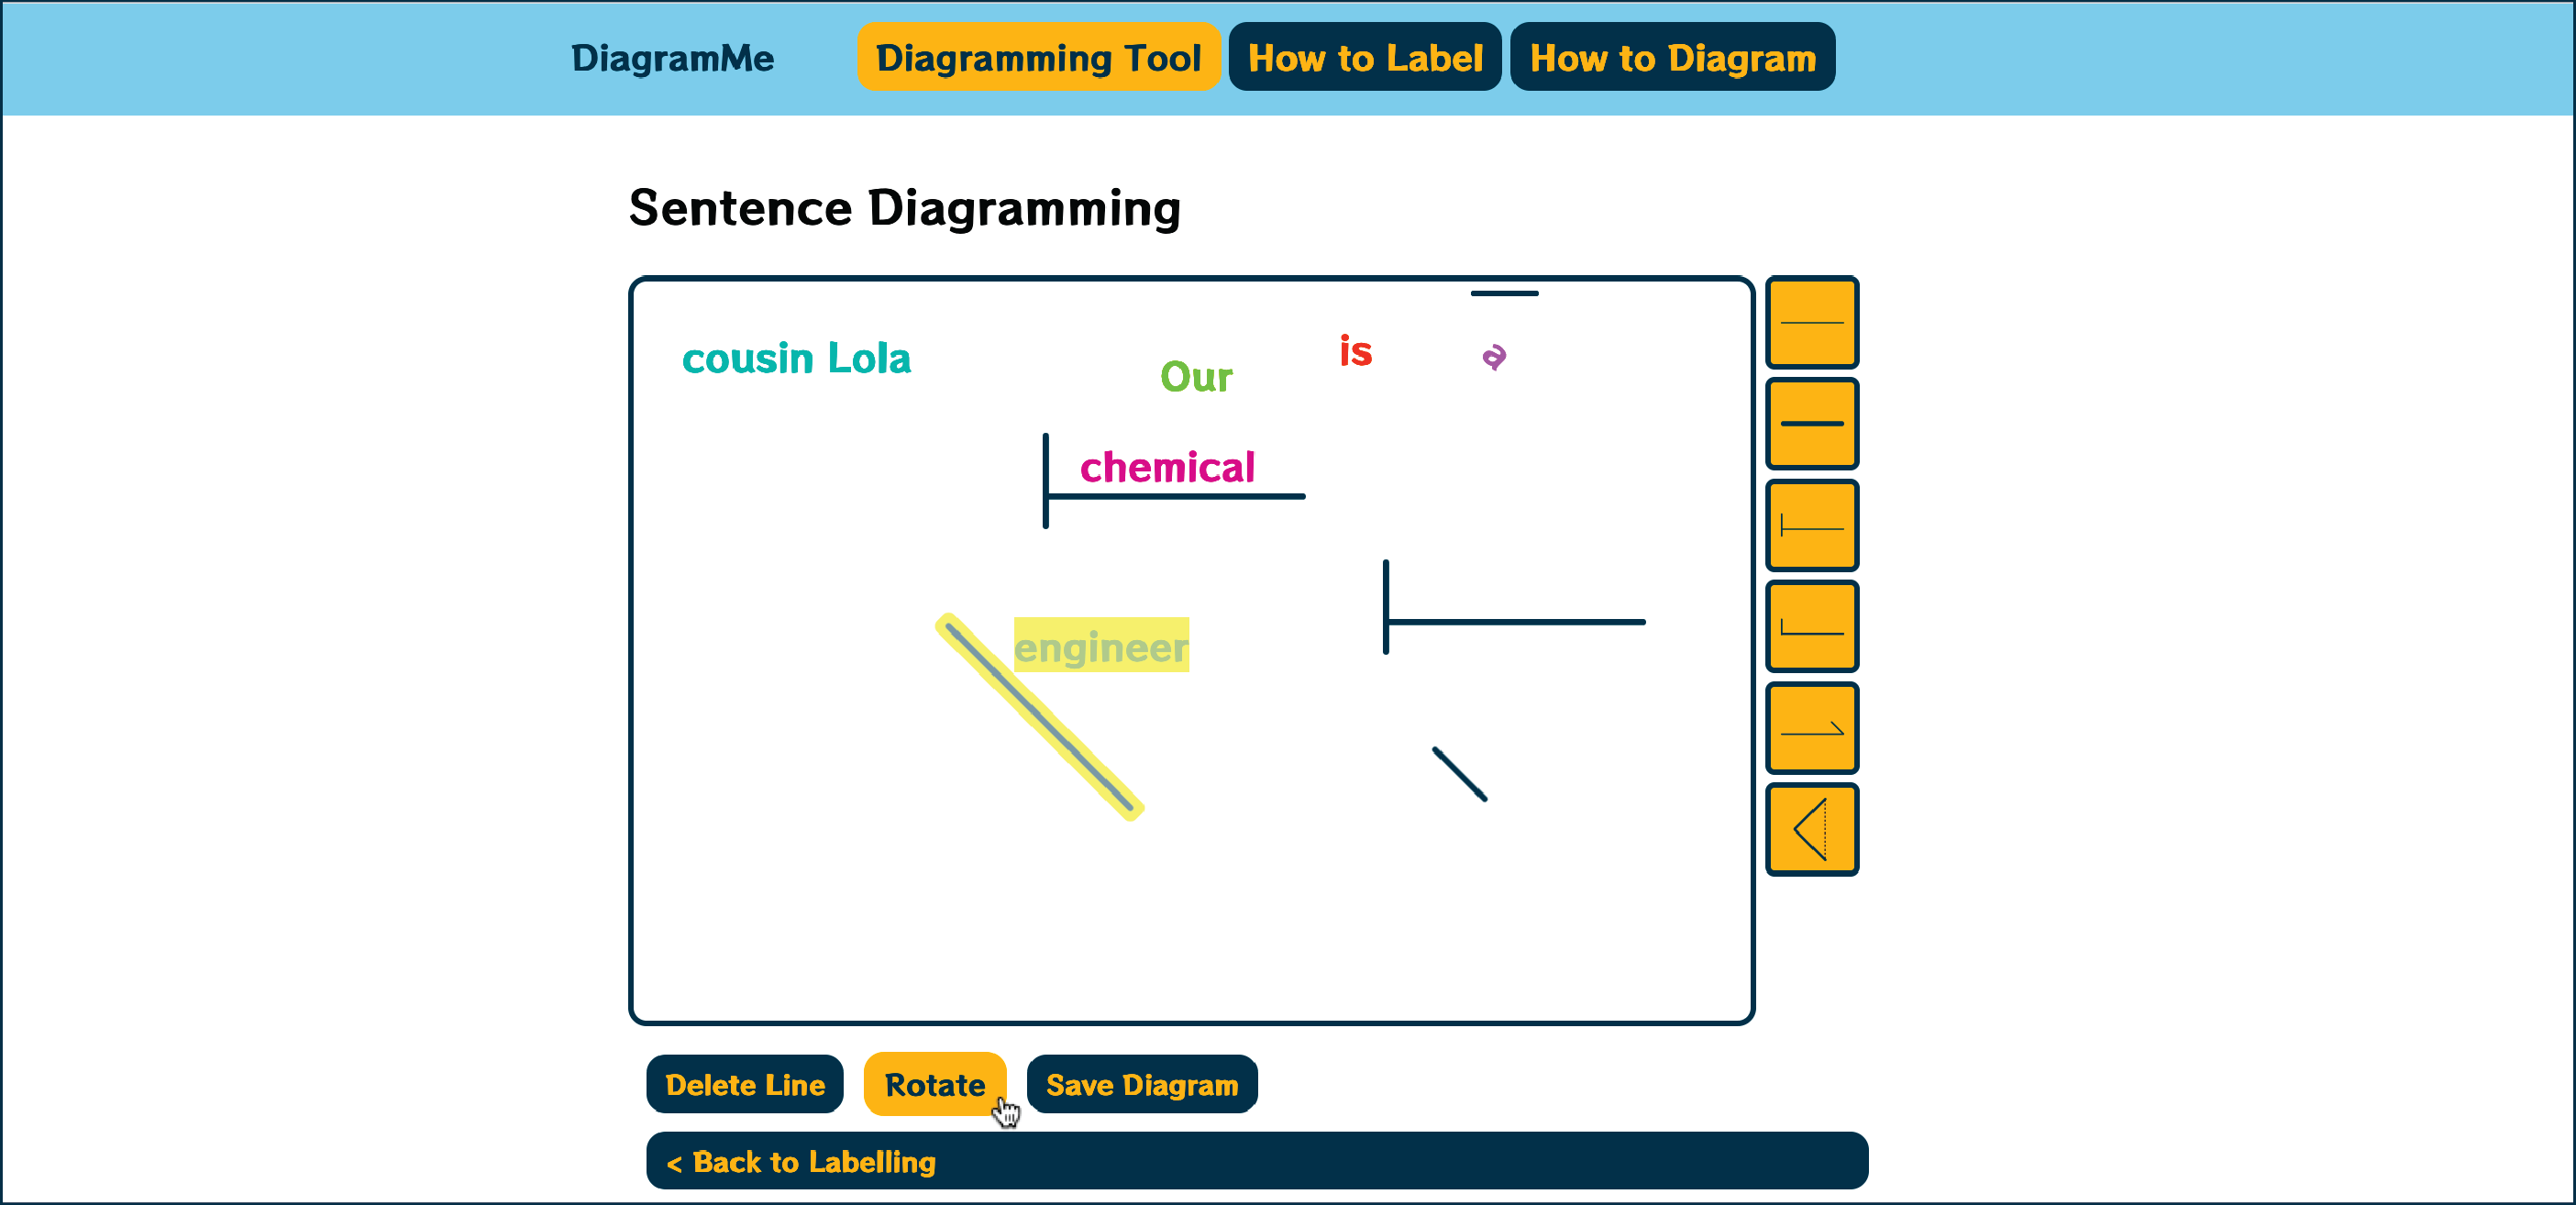 DiagramMe Diagramming Tool How to Label How to Diagram
Sentence Diagramming
cousin Lola Our is a
chemical
engineer
Delete Line Rotate Save Diagram
< Back to Labelling